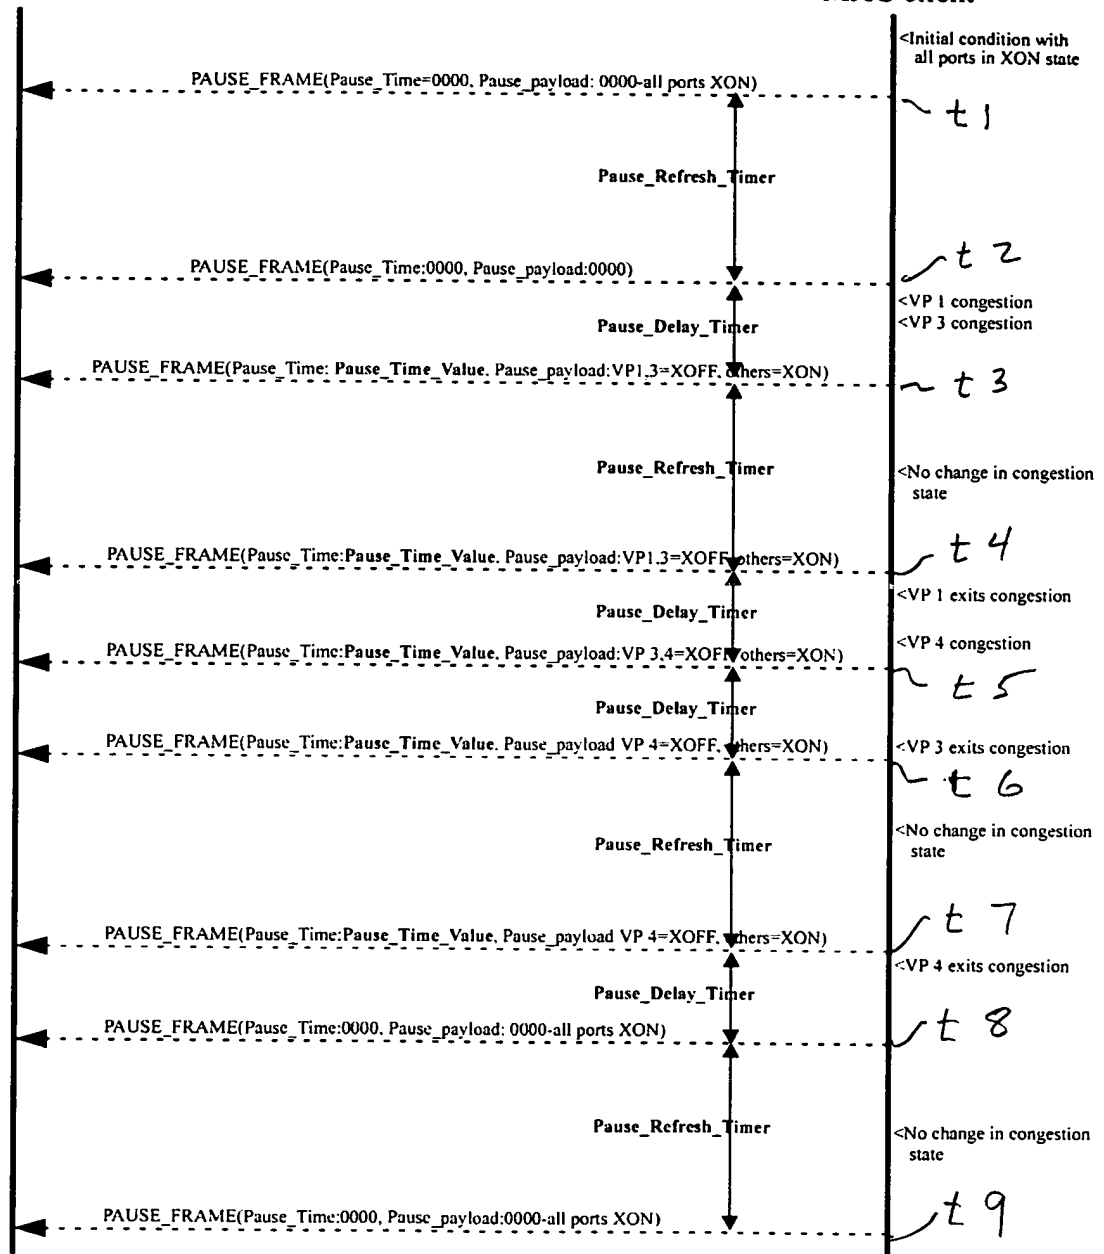 <Initial condition with
all ports in XON state
PAUSE_FRAME(Pause_Time=0000, Pause_payload: 0000-all ports XON)
t1
Pause_Refresh_Timer
t2
PAUSE_FRAME(Pause_Time:0000, Pause_payload:0000)
<VP 1 congestion
<VP 3 congestion
Pause_Delay_Timer
PAUSE_FRAME(Pause_Time: Pause_Time_Value, Pause_payload:VP1,3=XOFF, others=XON)
t3
Pause_Refresh_Timer
<No change in congestion
state
t4
PAUSE_FRAME(Pause_Time:Pause_Time_Value, Pause_payload:VP1,3=XOFF, others=XON)
<VP 1 exits congestion
Pause_Delay_Timer
<VP 4 congestion
PAUSE_FRAME(Pause_Time:Pause_Time_Value, Pause_payload:VP 3,4=XOFF, others=XON)
t5
Pause_Delay_Timer
PAUSE_FRAME(Pause_Time:Pause_Time_Value, Pause_payload VP 4=XOFF, others=XON)
<VP 3 exits congestion
t6
<No change in congestion
state
Pause_Refresh_Timer
t7
PAUSE_FRAME(Pause_Time:Pause_Time_Value, Pause_payload VP 4=XOFF, others=XON)
<VP 4 exits congestion
Pause_Delay_Timer
t8
PAUSE_FRAME(Pause_Time:0000, Pause_payload: 0000-all ports XON)
Pause_Refresh_Timer
<No change in congestion
state
t9
PAUSE_FRAME(Pause_Time:0000, Pause_payload:0000-all ports XON)